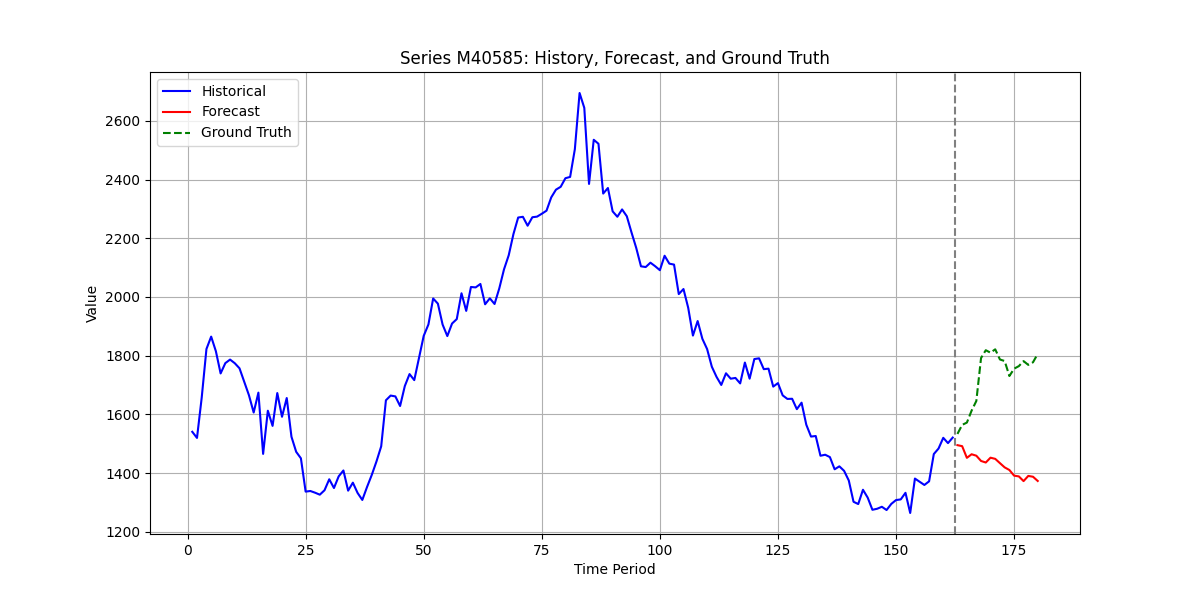 Series M40585: History, Forecast, and Ground Truth
Historical
Forecast
Ground Truth
Value
2600
2400
2200
2000
1800
1600
1400
1200
0 25 50 75 100 125 150 175
Time Period